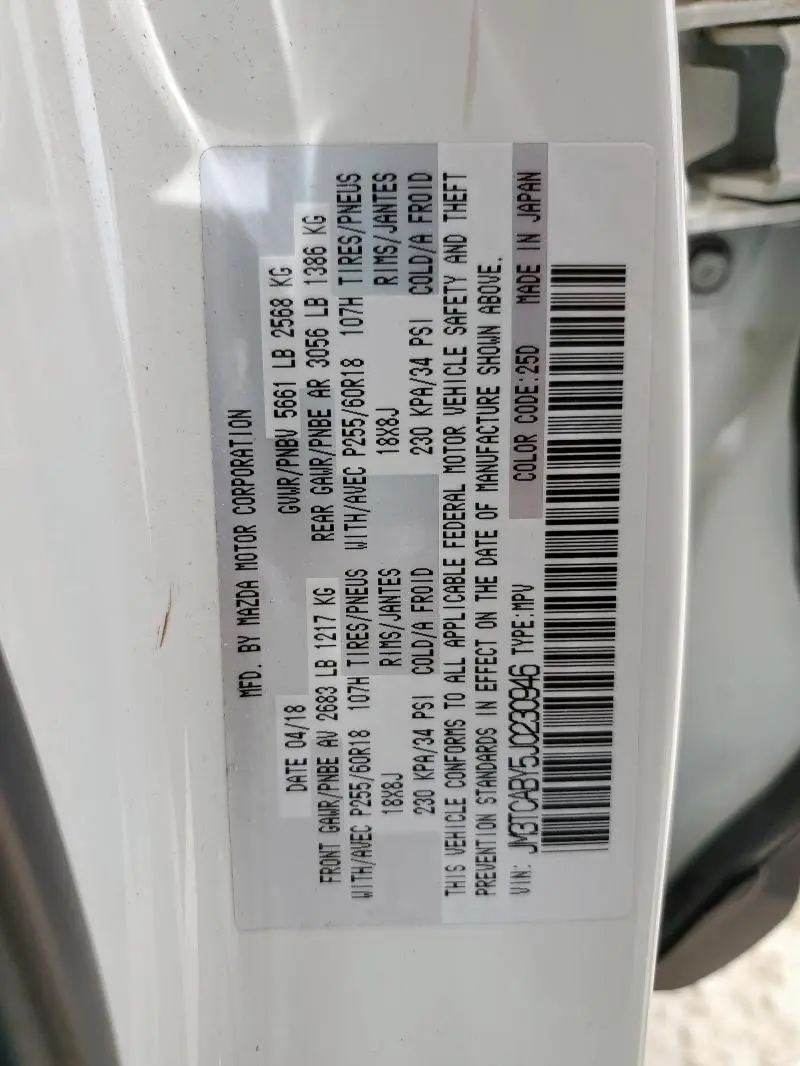 MFD. BY MAZDA MOTOR CORPORATION
DATE 04/18 GVWR/PNBV 5661 LB 2568 KG
FRONT GAWR/PNBE AV 2683 LB 1217 KG REAR GAWR/PNBE AR 3056 LB 1386 KG
WITH/AVEC P255/60R18 107H TIRES/PNEUS WITH/AVEC P255/60R18 107H TIRES/PNEUS
18X8J RIMS/JANTES 18X8J RIMS/JANTES
230 KPA/34 PSI COLD/A FROID 230 KPA/34 PSI COLD/A FROID
THIS VEHICLE CONFORMS TO ALL APPLICABLE FEDERAL MOTOR VEHICLE SAFETY AND THEFT
PREVENTION STANDARDS IN EFFECT ON THE DATE OF MANUFACTURE SHOWN ABOVE.
VIN: JM3TCABY5J0230946 TYPE:MPV COLOR CODE:25D MADE IN JAPAN